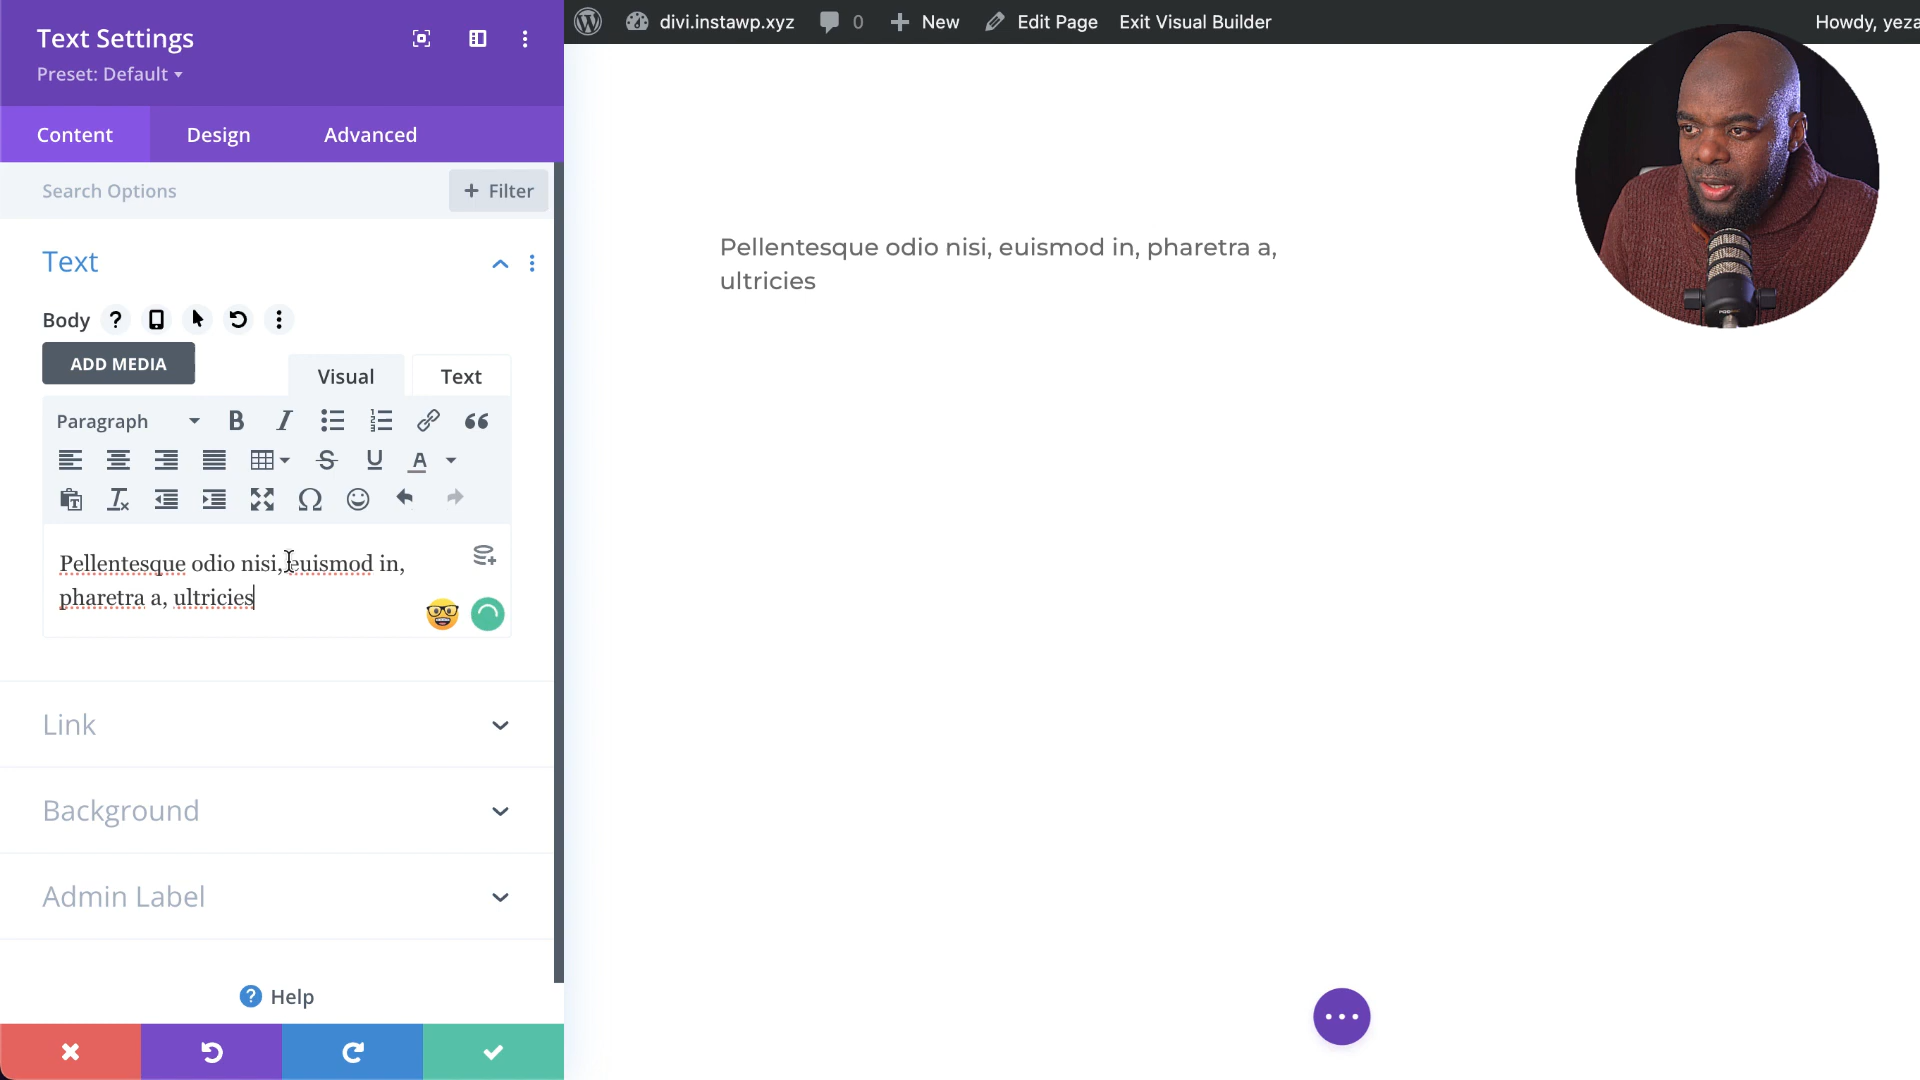 Text Settings
Preset: Default
Content Design Advanced
Search Options + Filter
Text
Body ?
ADD MEDIA
Visual Text
Paragraph B I
Pellentesque odio nisi, euismod in,
pharetra a, ultricies
Link
Background
Admin Label
? Help
divi.instawp.xyz 0 + New Edit Page Exit Visual Builder
Howdy, yeza
Pellentesque odio nisi, euismod in, pharetra a,
ultricies